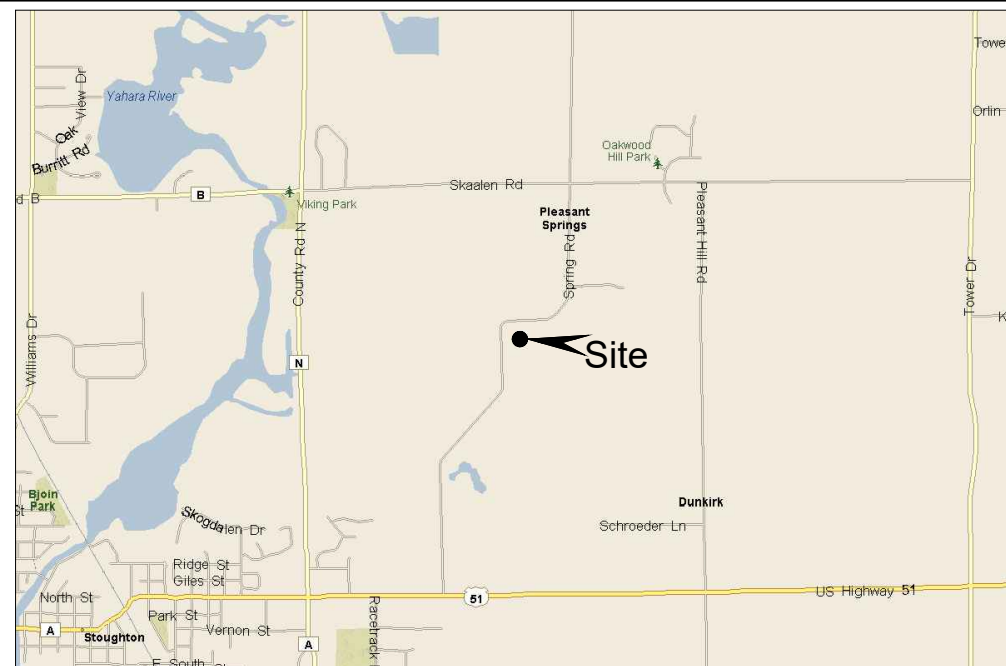 Towe
Yahara River
View Dr
Oak
Burritt Rd
Orlin
Oakwood
Hill Park
d B
B
Skaalen Rd
Viking Park
Pleasant
Springs
County Rd N
Spring Rd
Pleasant Hill Rd
Tower Dr
K
Williams Dr
N
Site
Bjoin
Park
St
Skogdalen Dr
Dunkirk
Schroeder Ln
Ridge St
Giles St
North St
51
US Highway 51
Park St
A
Stoughton
Vernon St
Racetrack
A
E South